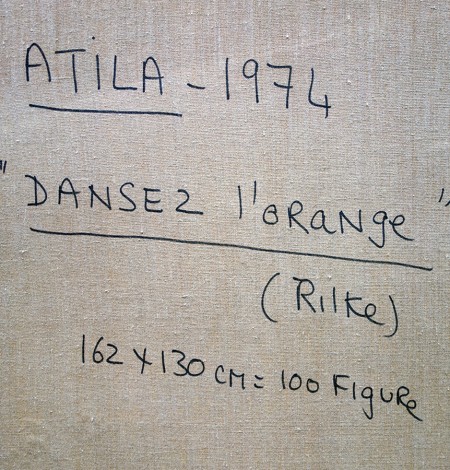 ATiLA - 1974
"DANSEZ l'ORANge"
(Rilke)
162 x 130 cM = 100 FIguRe